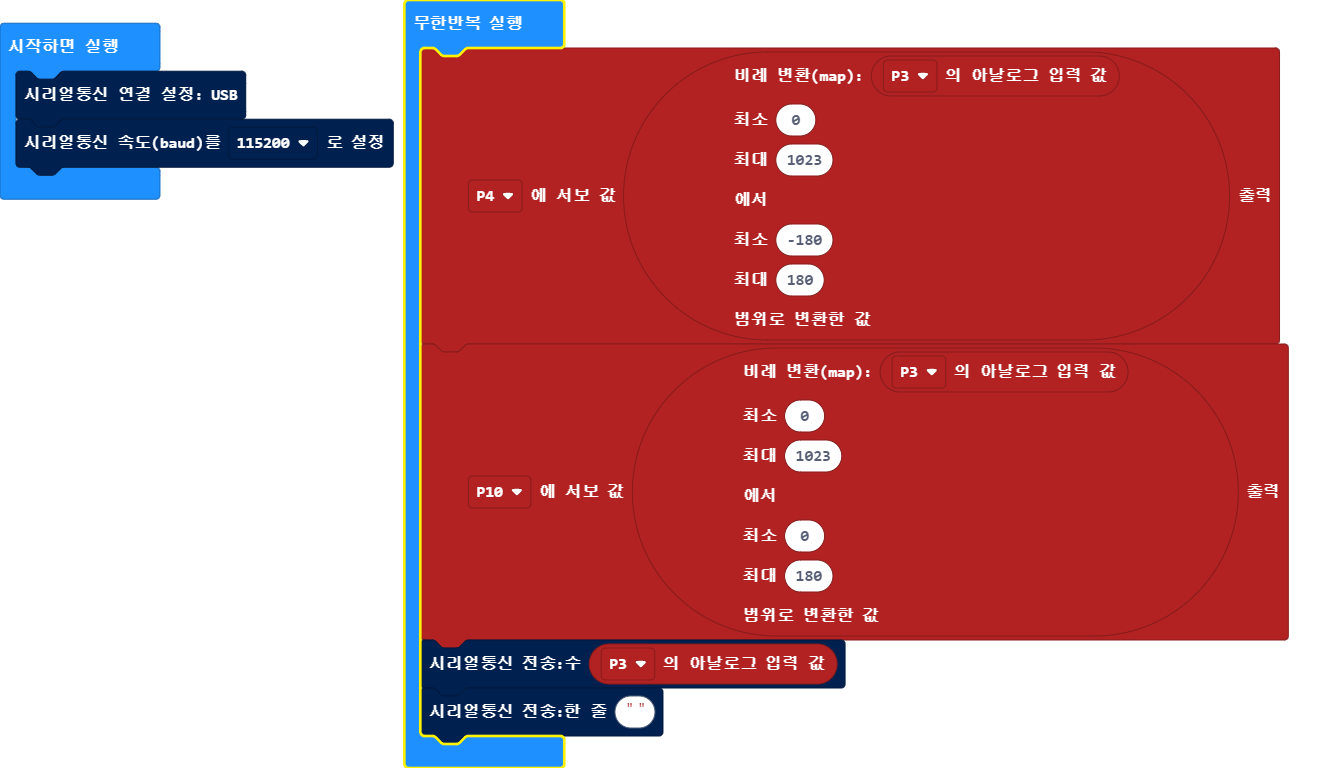 시작하면 실행
시리얼통신 연결 설정: USB
시리얼통신 속도(baud)를 115200 로 설정
무한반복 실행
P4 에 서보 값
비례 변환(map): P3 의 아날로그 입력 값
최소 0
최대 1023
에서
최소 -180
최대 180
범위로 변환한 값
출력
P10 에 서보 값
비례 변환(map): P3 의 아날로그 입력 값
최소 0
최대 1023
에서
최소 0
최대 180
범위로 변환한 값
출력
시리얼통신 전송:수 P3 의 아날로그 입력 값
시리얼통신 전송:한 줄 " "